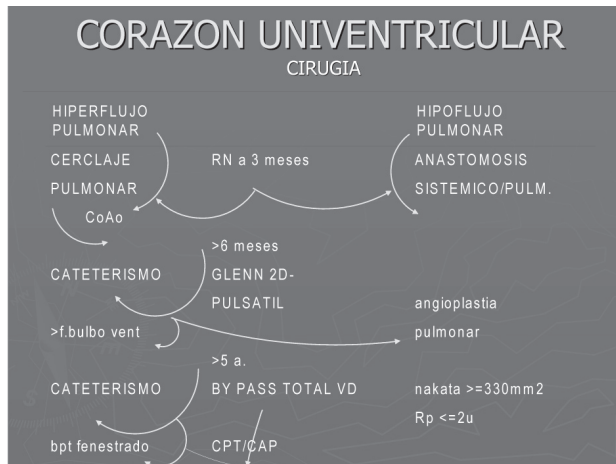 CORAZON UNIVENTRICULAR
CIRUGIA
HIPERFLUJO
PULMONAR
HIPOFLUJO
PULMONAR
CERCLAJE
PULMONAR
RN a 3 meses
ANASTOMOSIS
SISTEMICO/PULM.
CoAo
>6 meses
CATETERISMO
GLENN 2D-
PULSATIL
angioplastia
pulmonar
>f.bulbo vent
>5 a.
CATETERISMO
BY PASS TOTAL VD
nakata >=330mm2
Rp <=2u
bpt fenestrado
CPT/CAP